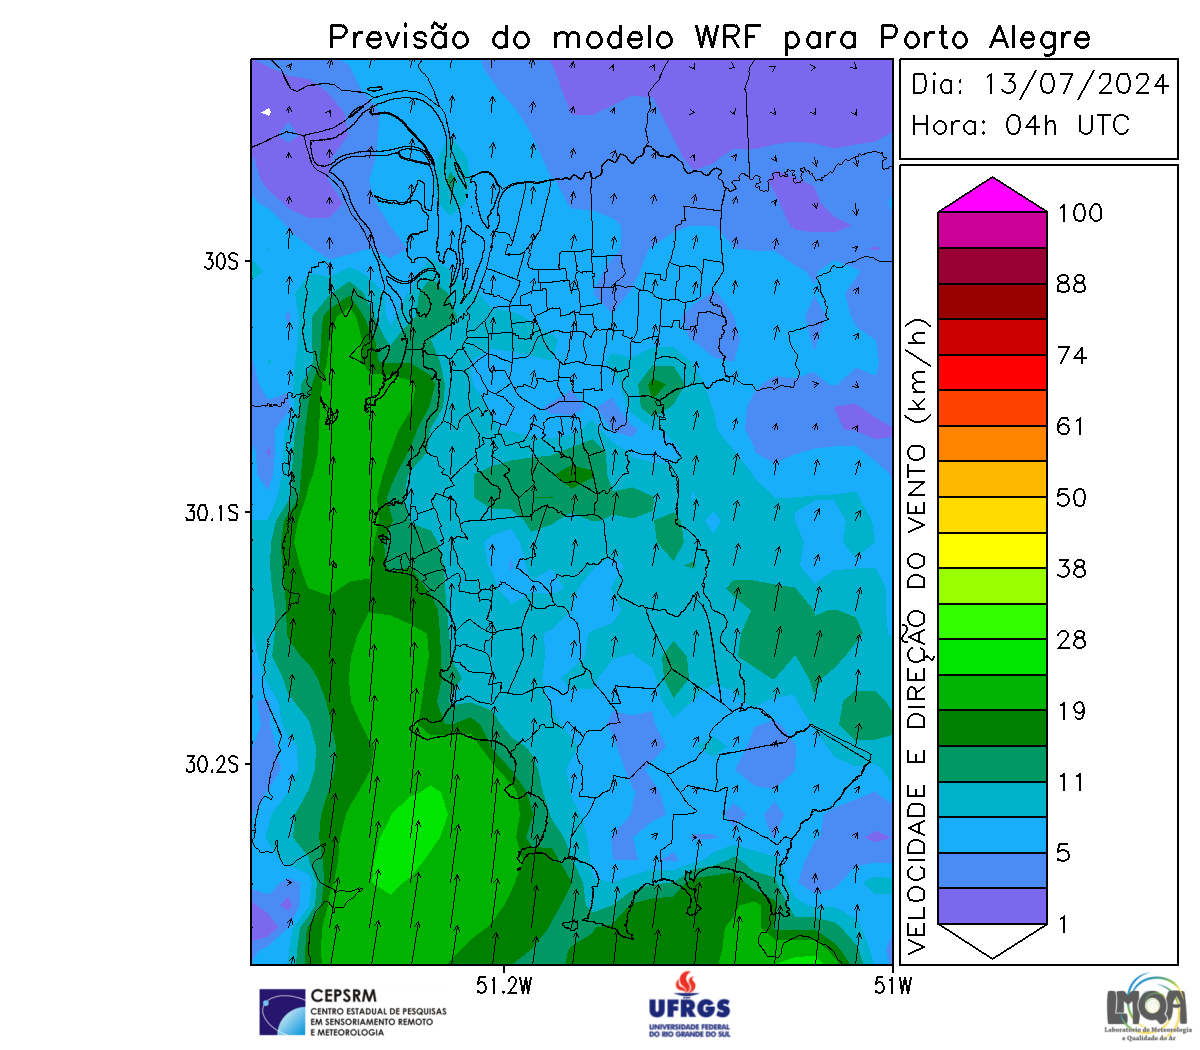 Previsão do modelo WRF para Porto Alegre
Dia: 13/07/2024
Hora: 04h UTC
30S
30.1S
30.2S
51.2W
51W
VELOCIDADE E DIREÇÃO DO VENTO (km/h)
100
88
74
61
50
38
28
19
11
5
1
CEPSRM
CENTRO ESTADUAL DE PESQUISAS
EM SENSORIAMENTO REMOTO
E METEOROLOGIA
UFRGS
UNIVERSIDADE FEDERAL
DO RIO GRANDE DO SUL
LMQA
Laboratório de Meteorologia
e Qualidade do Ar